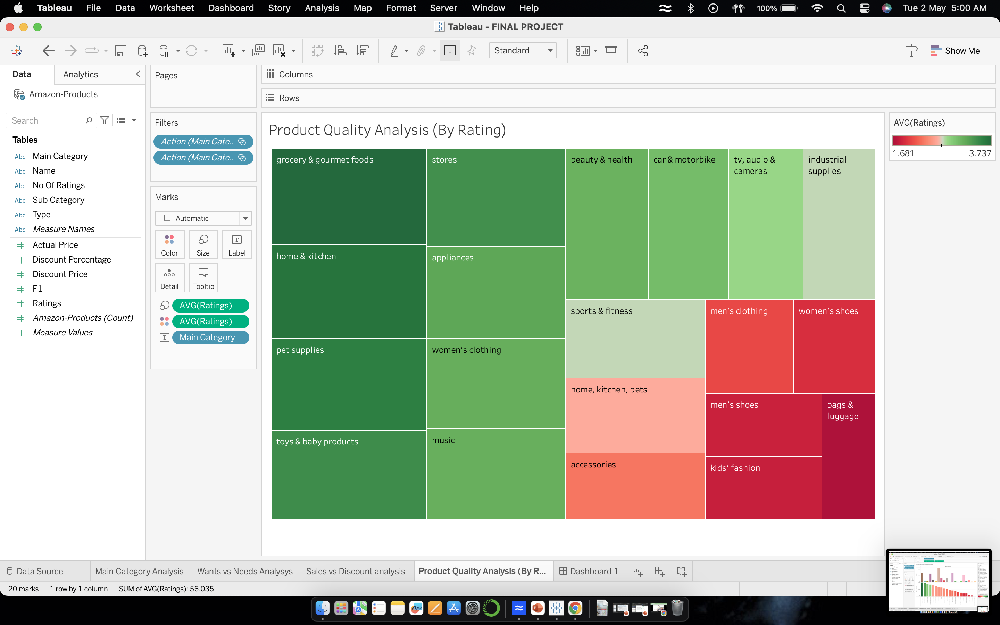 Tableau File Data Worksheet Dashboard Story Analysis Map Format Server Window Help 100% Tue 2 May 5:00 AM
Tableau - FINAL PROJECT
Standard
Show Me
Data Analytics
Amazon-Products
Search
Tables
Abc Main Category
Abc Name
Abc No Of Ratings
Abc Sub Category
Abc Type
Abc Measure Names
Actual Price
Discount Percentage
Discount Price
F1
Ratings
Amazon-Products (Count)
Measure Values
Pages
Filters
Action (Main Cate..
Action (Main Cate..
Marks
Automatic
Color Size Label
Detail Tooltip
AVG(Ratings)
AVG(Ratings)
Main Category
Columns
Rows
Product Quality Analysis (By Rating)
grocery & gourmet foods
home & kitchen
pet supplies
toys & baby products
stores
appliances
women's clothing
music
beauty & health
car & motorbike
tv, audio &
cameras
industrial
supplies
sports & fitness
home, kitchen, pets
accessories
men's clothing
women's shoes
men's shoes
kids' fashion
bags &
luggage
AVG(Ratings)
1.681 3.737
Data Source Main Category Analysis Wants vs Needs Analysys Sales vs Discount analysis Product Quality Analysis (By R... Dashboard 1
20 marks 1 row by 1 column SUM of AVG(Ratings): 56.035